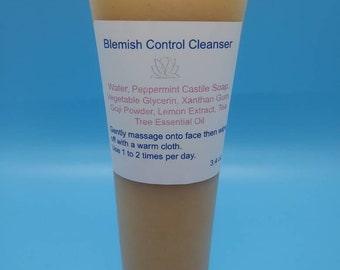 Blemish Control Cleanser
Water, Peppermint Castile Soap,
Vegetable Glycerin, Xanthan Gum,
Goji Powder, Lemon Extract, Tea
Tree Essential Oil
Gently massage onto face then
off with a warm cloth.
Use 1 to 2 times per day.
3.4